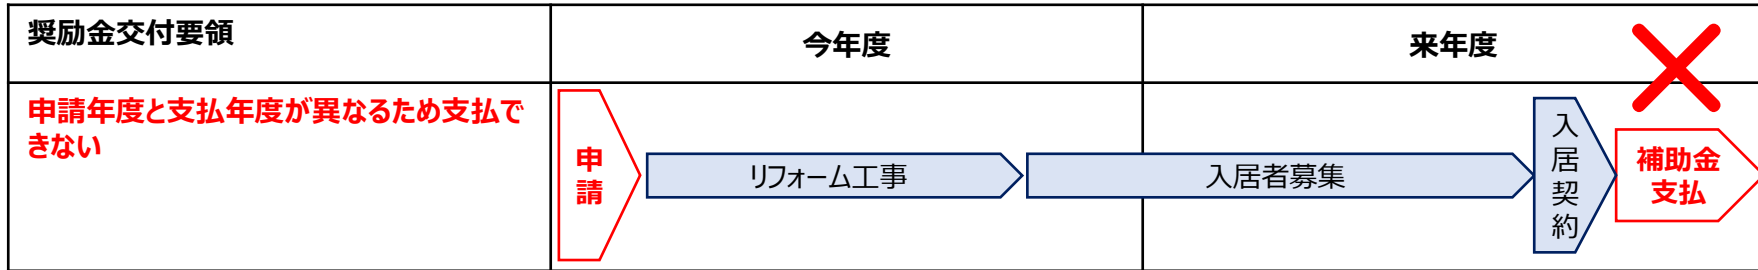 奨励金交付要領
今年度
来年度
申請年度と支払年度が異なるため支払で
きない
申
請
リフォーム工事
入居者募集
入
居
契
約
補助金
支払